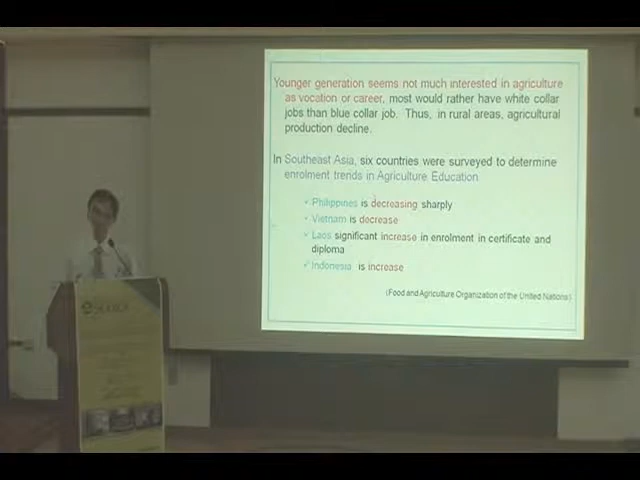 Younger generation seems not much interested in agriculture
as vocation or career, most would rather have white collar
jobs than blue collar job. Thus, in rural areas, agricultural
production decline.
In Southeast Asia, six countries were surveyed to determine
enrolment trends in Agriculture Education
Philippines is decreasing sharply
Vietnam is decrease
Laos significant increase in enrolment in certificate and
diploma
Indonesia is increase
(Food and Agriculture Organization of the United Nations)